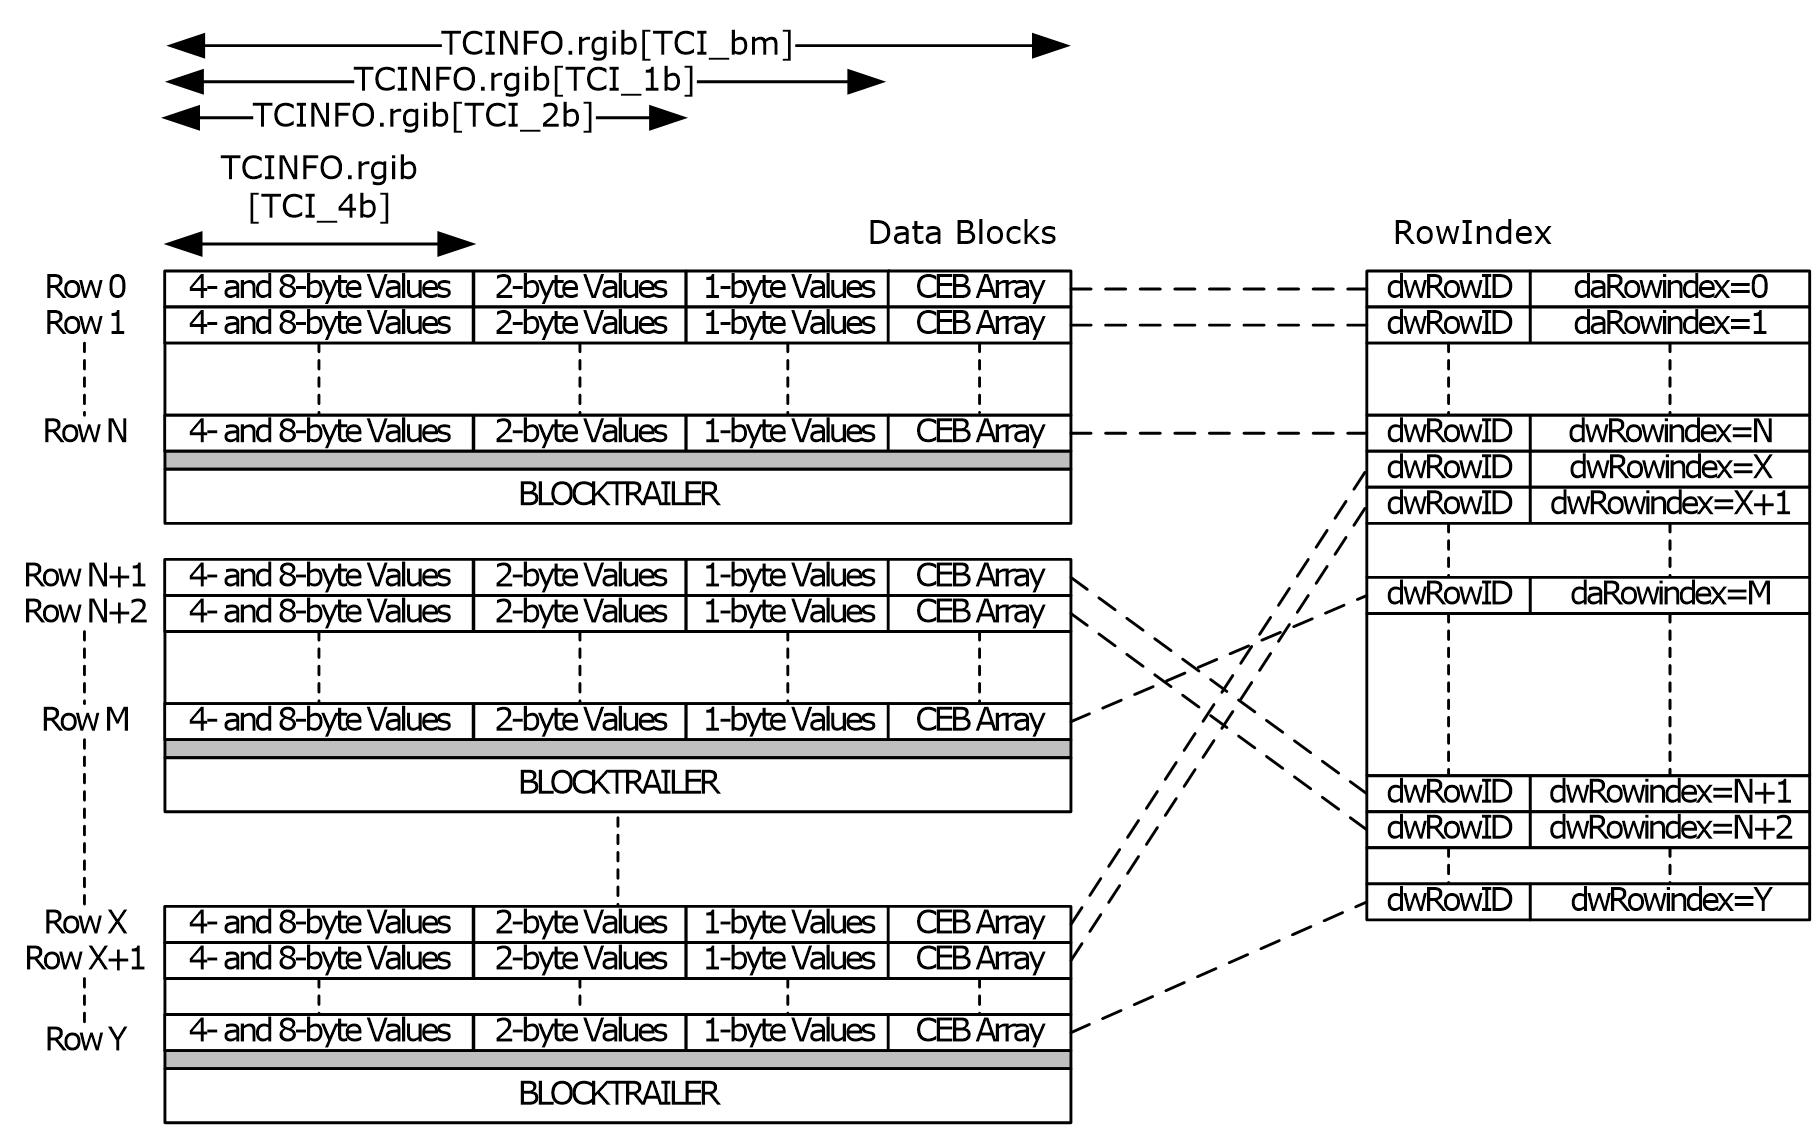 TCINFO.rgib[TCI_bm]
TCINFO.rgib[TCI_1b]
TCINFO.rgib[TCI_2b]
TCINFO.rgib
[TCI_4b]
Data Blocks RowIndex
Row 0 4- and 8-byte Values 2-byte Values 1-byte Values CEB Array dwRowID daRowindex=0
Row 1 4- and 8-byte Values 2-byte Values 1-byte Values CEB Array dwRowID daRowindex=1
Row N 4- and 8-byte Values 2-byte Values 1-byte Values CEB Array dwRowID dwRowindex=N
dwRowID dwRowindex=X
BLOCKTRAILER dwRowID dwRowindex=X+1
Row N+1 4- and 8-byte Values 2-byte Values 1-byte Values CEB Array
dwRowID daRowindex=M
Row N+2 4- and 8-byte Values 2-byte Values 1-byte Values CEB Array
Row M 4- and 8-byte Values 2-byte Values 1-byte Values CEB Array
BLOCKTRAILER
dwRowID dwRowindex=N+1
dwRowID dwRowindex=N+2
dwRowID dwRowindex=Y
Row X 4- and 8-byte Values 2-byte Values 1-byte Values CEB Array
Row X+1 4- and 8-byte Values 2-byte Values 1-byte Values CEB Array
Row Y 4- and 8-byte Values 2-byte Values 1-byte Values CEB Array
BLOCKTRAILER